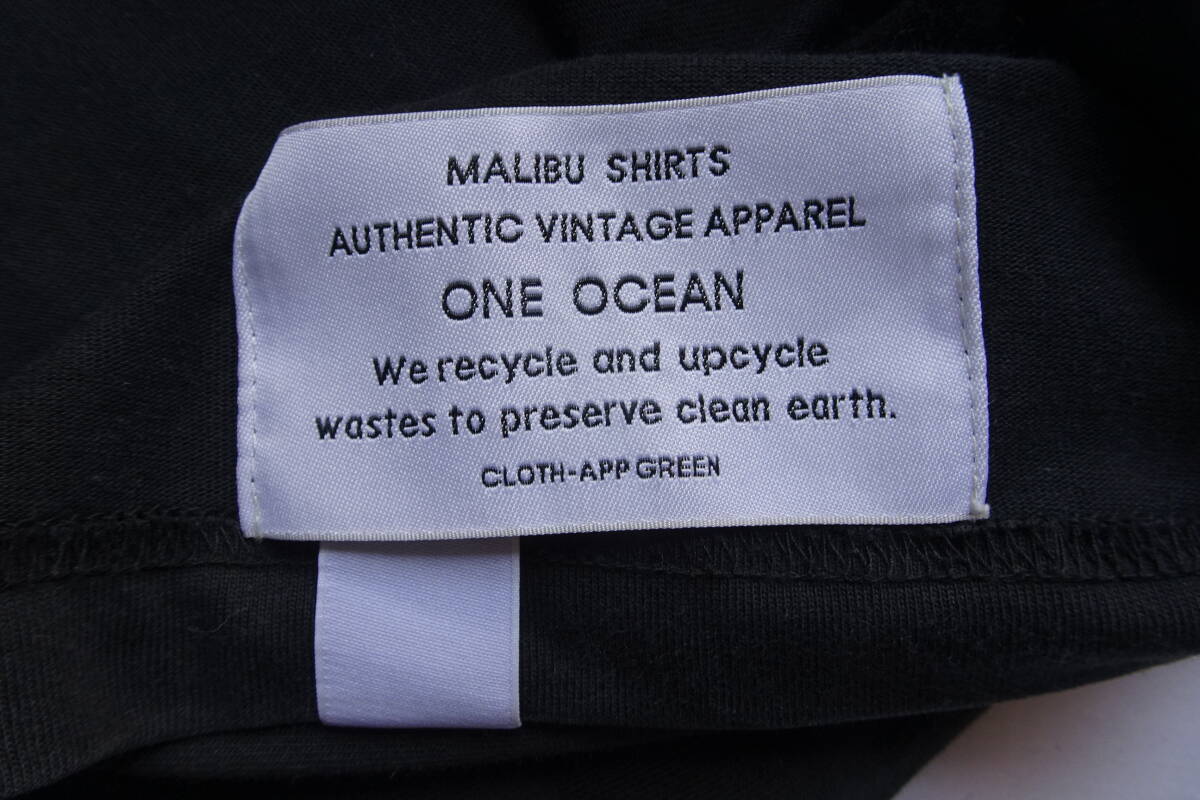 MALIBU SHIRTS
AUTHENTIC VINTAGE APPAREL
ONE OCEAN
We recycle and upcycle
wastes to preserve clean earth.
CLOTH-APP GREEN